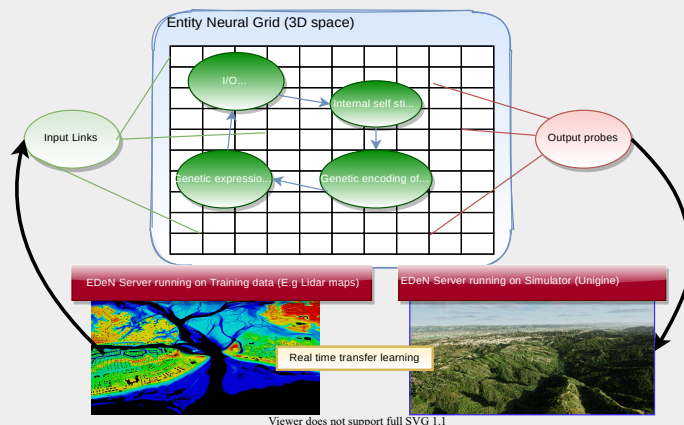 Entity Neural Grid (3D space)
I/O...
Internal self sti...
Input Links
Output probes
Genetic expressio...
Genetic encoding of...
EDeN Server running on Training data (E.g Lidar maps)
EDeN Server running on Simulator (Unigine)
Real time transfer learning
Viewer does not support full SVG 1.1